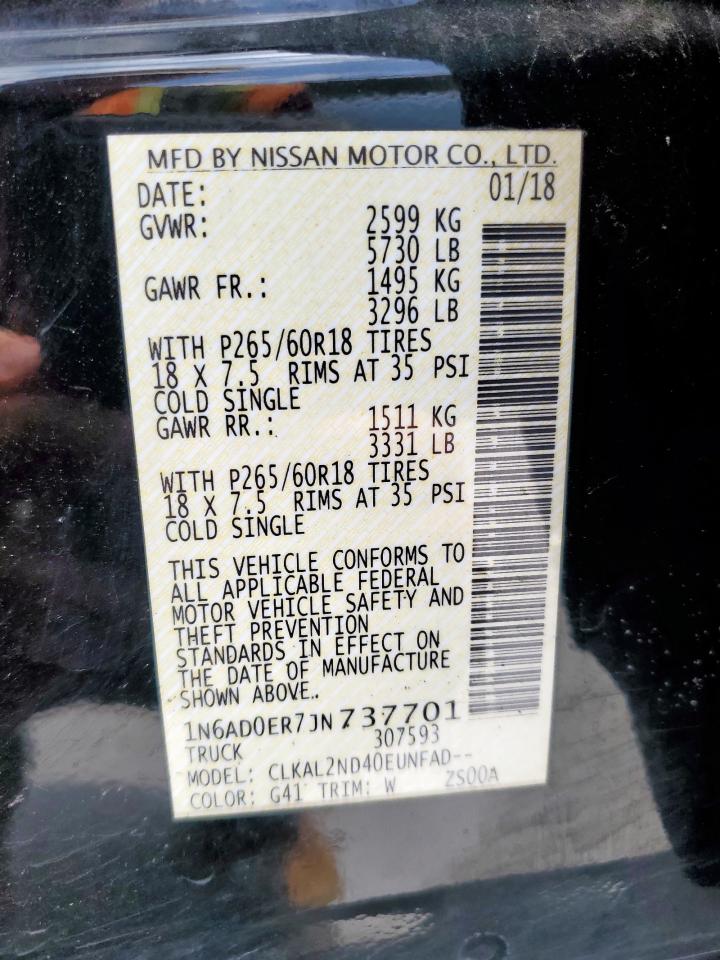 MFD BY NISSAN MOTOR CO., LTD.
DATE: 01/18
GVWR: 2599 KG
5730 LB
GAWR FR.: 1495 KG
3296 LB
WITH P265/60R18 TIRES
18 X 7.5 RIMS AT 35 PSI
COLD SINGLE
GAWR RR.: 1511 KG
3331 LB
WITH P265/60R18 TIRES
18 X 7.5 RIMS AT 35 PSI
COLD SINGLE
THIS VEHICLE CONFORMS TO
ALL APPLICABLE FEDERAL
MOTOR VEHICLE SAFETY AND
THEFT PREVENTION
STANDARDS IN EFFECT ON
THE DATE OF MANUFACTURE
SHOWN ABOVE..
1N6AD0ER7JN737701
TRUCK 307593
MODEL: CLKAL2ND40EUNFAD--
COLOR: G41 TRIM: W ZS00A